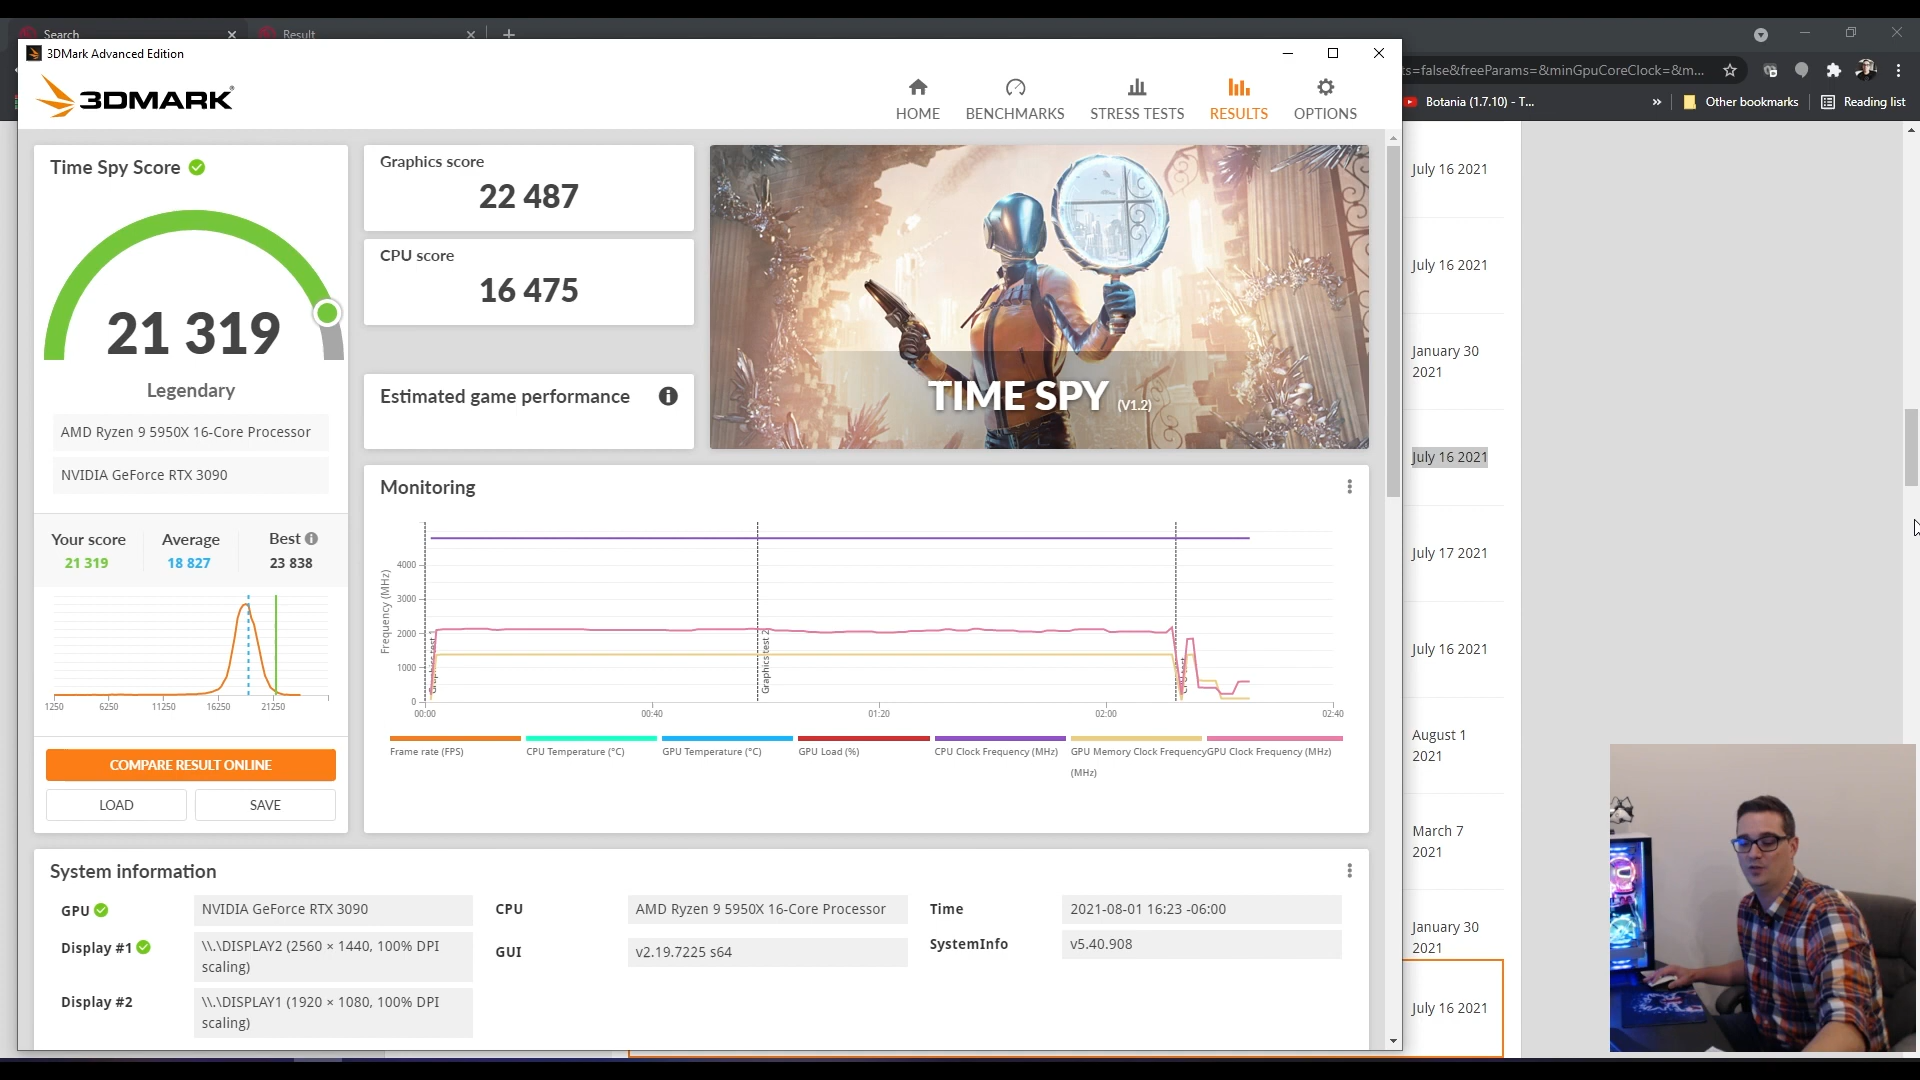 Search
Result
3DMark Advanced Edition
ts=false&freeParams=&minGpuCoreClock=&m...
3DMARK
HOME
BENCHMARKS
STRESS TESTS
RESULTS
OPTIONS
Botania (1.7.10) - T...
»
Other bookmarks
Reading list
Time Spy Score
21 319
Legendary
AMD Ryzen 9 5950X 16-Core Processor
NVIDIA GeForce RTX 3090
Your score
21 319
Average
18 827
Best
23 838
1250 6250 11250 16250 21250
COMPARE RESULT ONLINE
LOAD
SAVE
Graphics score
22 487
CPU score
16 475
Estimated game performance
TIME SPY (V1.2)
Monitoring
Frequency (MHz)
4000
3000
2000
1000
0
Graphics test 1
Graphics test 2
CPU test
00:00 00:40 01:20 02:00 02:40
Frame rate (FPS)
CPU Temperature (°C)
GPU Temperature (°C)
GPU Load (%)
CPU Clock Frequency (MHz)
GPU Memory Clock Frequency
(MHz)
GPU Clock Frequency (MHz)
System information
GPU
NVIDIA GeForce RTX 3090
Display #1
\\.\DISPLAY2 (2560 × 1440, 100% DPI
scaling)
Display #2
\\.\DISPLAY1 (1920 × 1080, 100% DPI
scaling)
CPU
AMD Ryzen 9 5950X 16-Core Processor
GUI
v2.19.7225 s64
Time
2021-08-01 16:23 -06:00
SystemInfo
v5.40.908
July 16 2021
July 16 2021
January 30
2021
July 16 2021
July 17 2021
July 16 2021
August 1
2021
March 7
2021
January 30
2021
July 16 2021